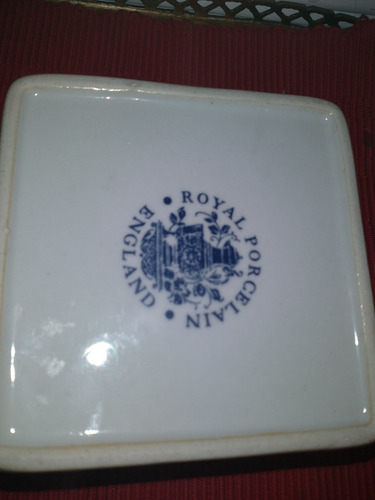 • ROYAL PORCELAIN •
ENGLAND